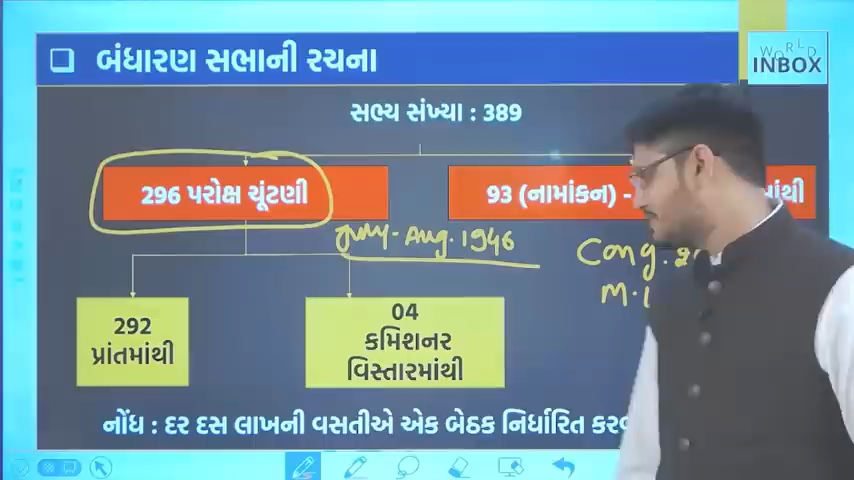 બંધારણ સભાની રચના
WORLD
INBOX
સભ્ય સંખ્યા : 389
296 પરોક્ષ ચૂંટણી
93 (નામાંકન) -
July-Aug. 1946
Cong.
M.
292
પ્રાંતમાંથી
04
કમિશનર
વિસ્તારમાંથી
નોંધ : દર દસ લાખની વસતીએ એક બેઠક નિર્ધારિત